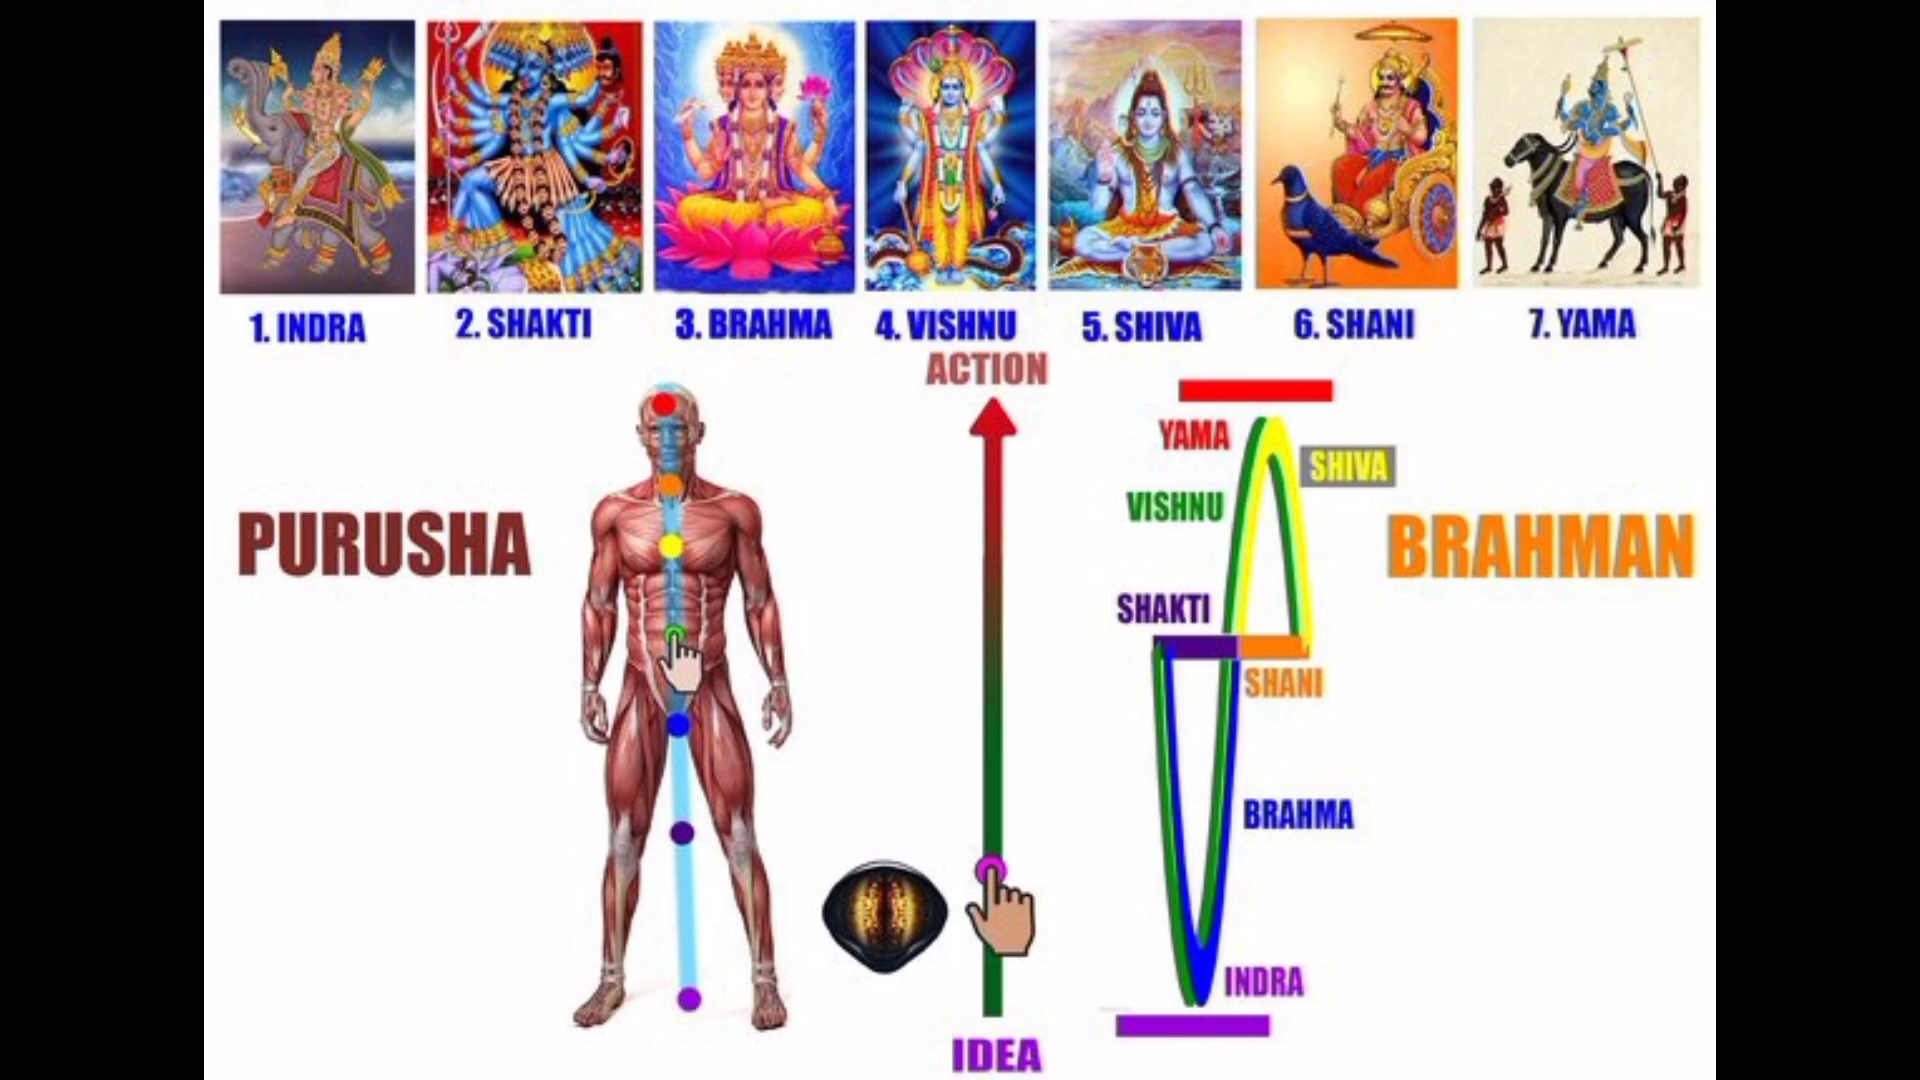 1. INDRA
2. SHAKTI
3. BRAHMA
4. VISHNU
5. SHIVA
6. SHANI
7. YAMA
ACTION
YAMA
SHIVA
VISHNU
PURUSHA
BRAHMAN
SHAKTI
SHANI
BRAHMA
INDRA
IDEA